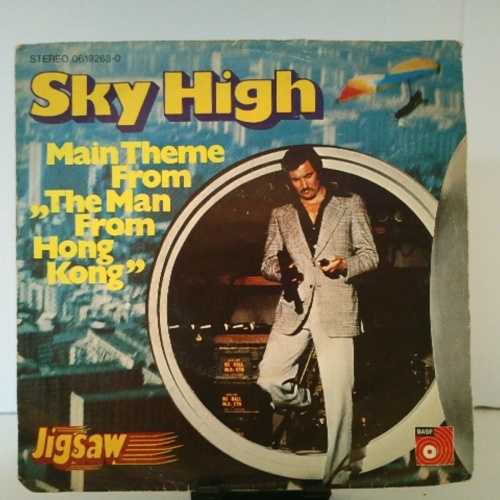 STEREO 0619263-0
Sky High
Main Theme
From
„The Man
From
Hong
Kong”
Jigsaw
BASF